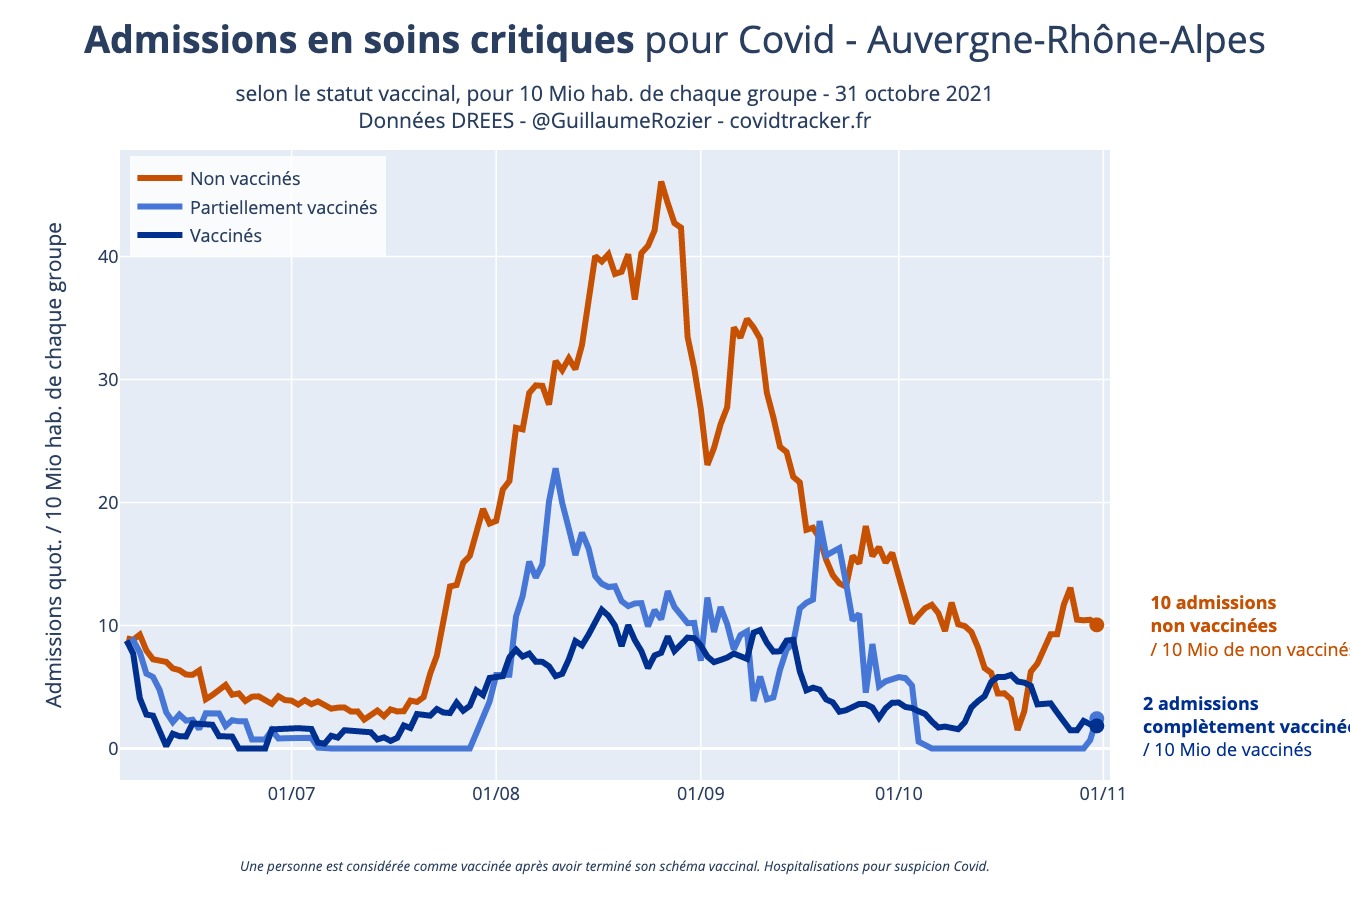 Admissions en soins critiques pour Covid - Auvergne-Rhône-Alpes
selon le statut vaccinal, pour 10 Mio hab. de chaque groupe - 31 octobre 2021
Données DREES - @GuillaumeRozier - covidtracker.fr
Non vaccinés
Partiellement vaccinés
Vaccinés
Admissions quot. / 10 Mio hab. de chaque groupe
40
30
20
10
0
01/07
01/08
01/09
01/10
01/11
10 admissions
non vaccinées
/ 10 Mio de non vaccinés
2 admissions
complètement vacciné
/ 10 Mio de vaccinés
Une personne est considérée comme vaccinée après avoir terminé son schéma vaccinal. Hospitalisations pour suspicion Covid.